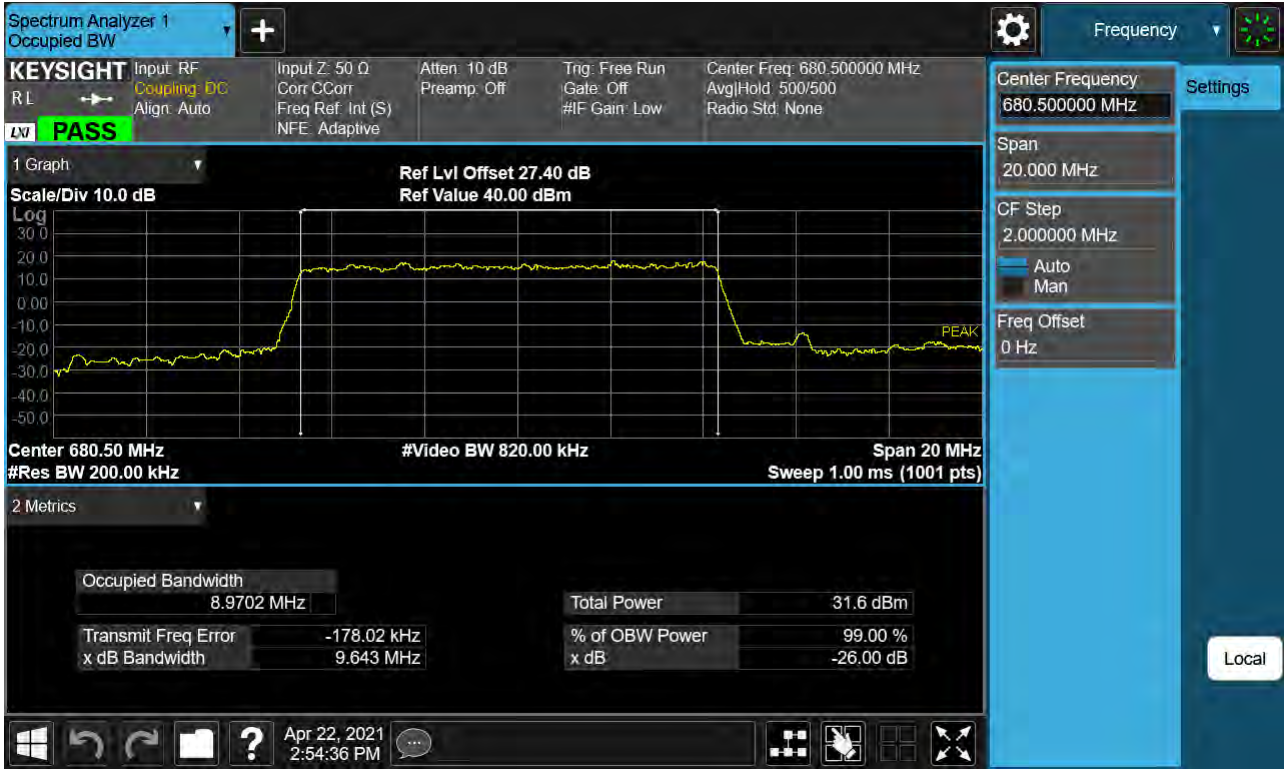 Spectrum Analyzer 1
Occupied BW
Frequency
KEYSIGHT
RL
LXI
PASS
Input: RF
Coupling: DC
Align: Auto
Input Z: 50 Ω
Corr CCorr
Freq Ref: Int (S)
NFE: Adaptive
Atten: 10 dB
Preamp: Off
Trig: Free Run
Gate: Off
#IF Gain: Low
Center Freq: 680.500000 MHz
Avg|Hold: 500/500
Radio Std: None
Center Frequency
680.500000 MHz
Settings
Span
20.000 MHz
CF Step
2.000000 MHz
Auto
Man
Freq Offset
0 Hz
Local
1 Graph
Scale/Div 10.0 dB
Ref Lvl Offset 27.40 dB
Ref Value 40.00 dBm
Log
30.0
20.0
10.0
0.00
-10.0
-20.0
-30.0
-40.0
-50.0
PEAK
Center 680.50 MHz
#Video BW 820.00 kHz
Span 20 MHz
#Res BW 200.00 kHz
Sweep 1.00 ms (1001 pts)
2 Metrics
Occupied Bandwidth
8.9702 MHz
Total Power 31.6 dBm
Transmit Freq Error -178.02 kHz
% of OBW Power 99.00 %
x dB Bandwidth 9.643 MHz
x dB -26.00 dB
?
Apr 22, 2021
2:54:36 PM